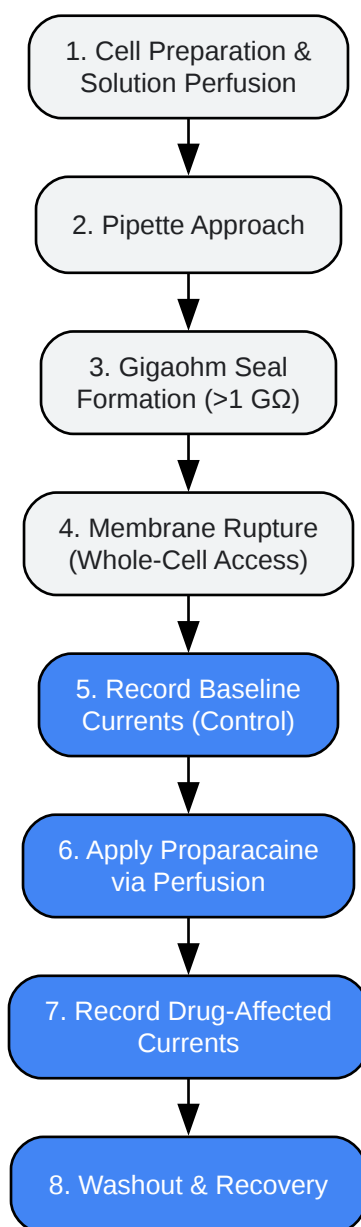 1. Cell Preparation &
Solution Perfusion
2. Pipette Approach
3. Gigaohm Seal
Formation (>1 GΩ)
4. Membrane Rupture
(Whole-Cell Access)
5. Record Baseline
Currents (Control)
6. Apply Proparacaine
via Perfusion
7. Record Drug-Affected
Currents
8. Washout & Recovery